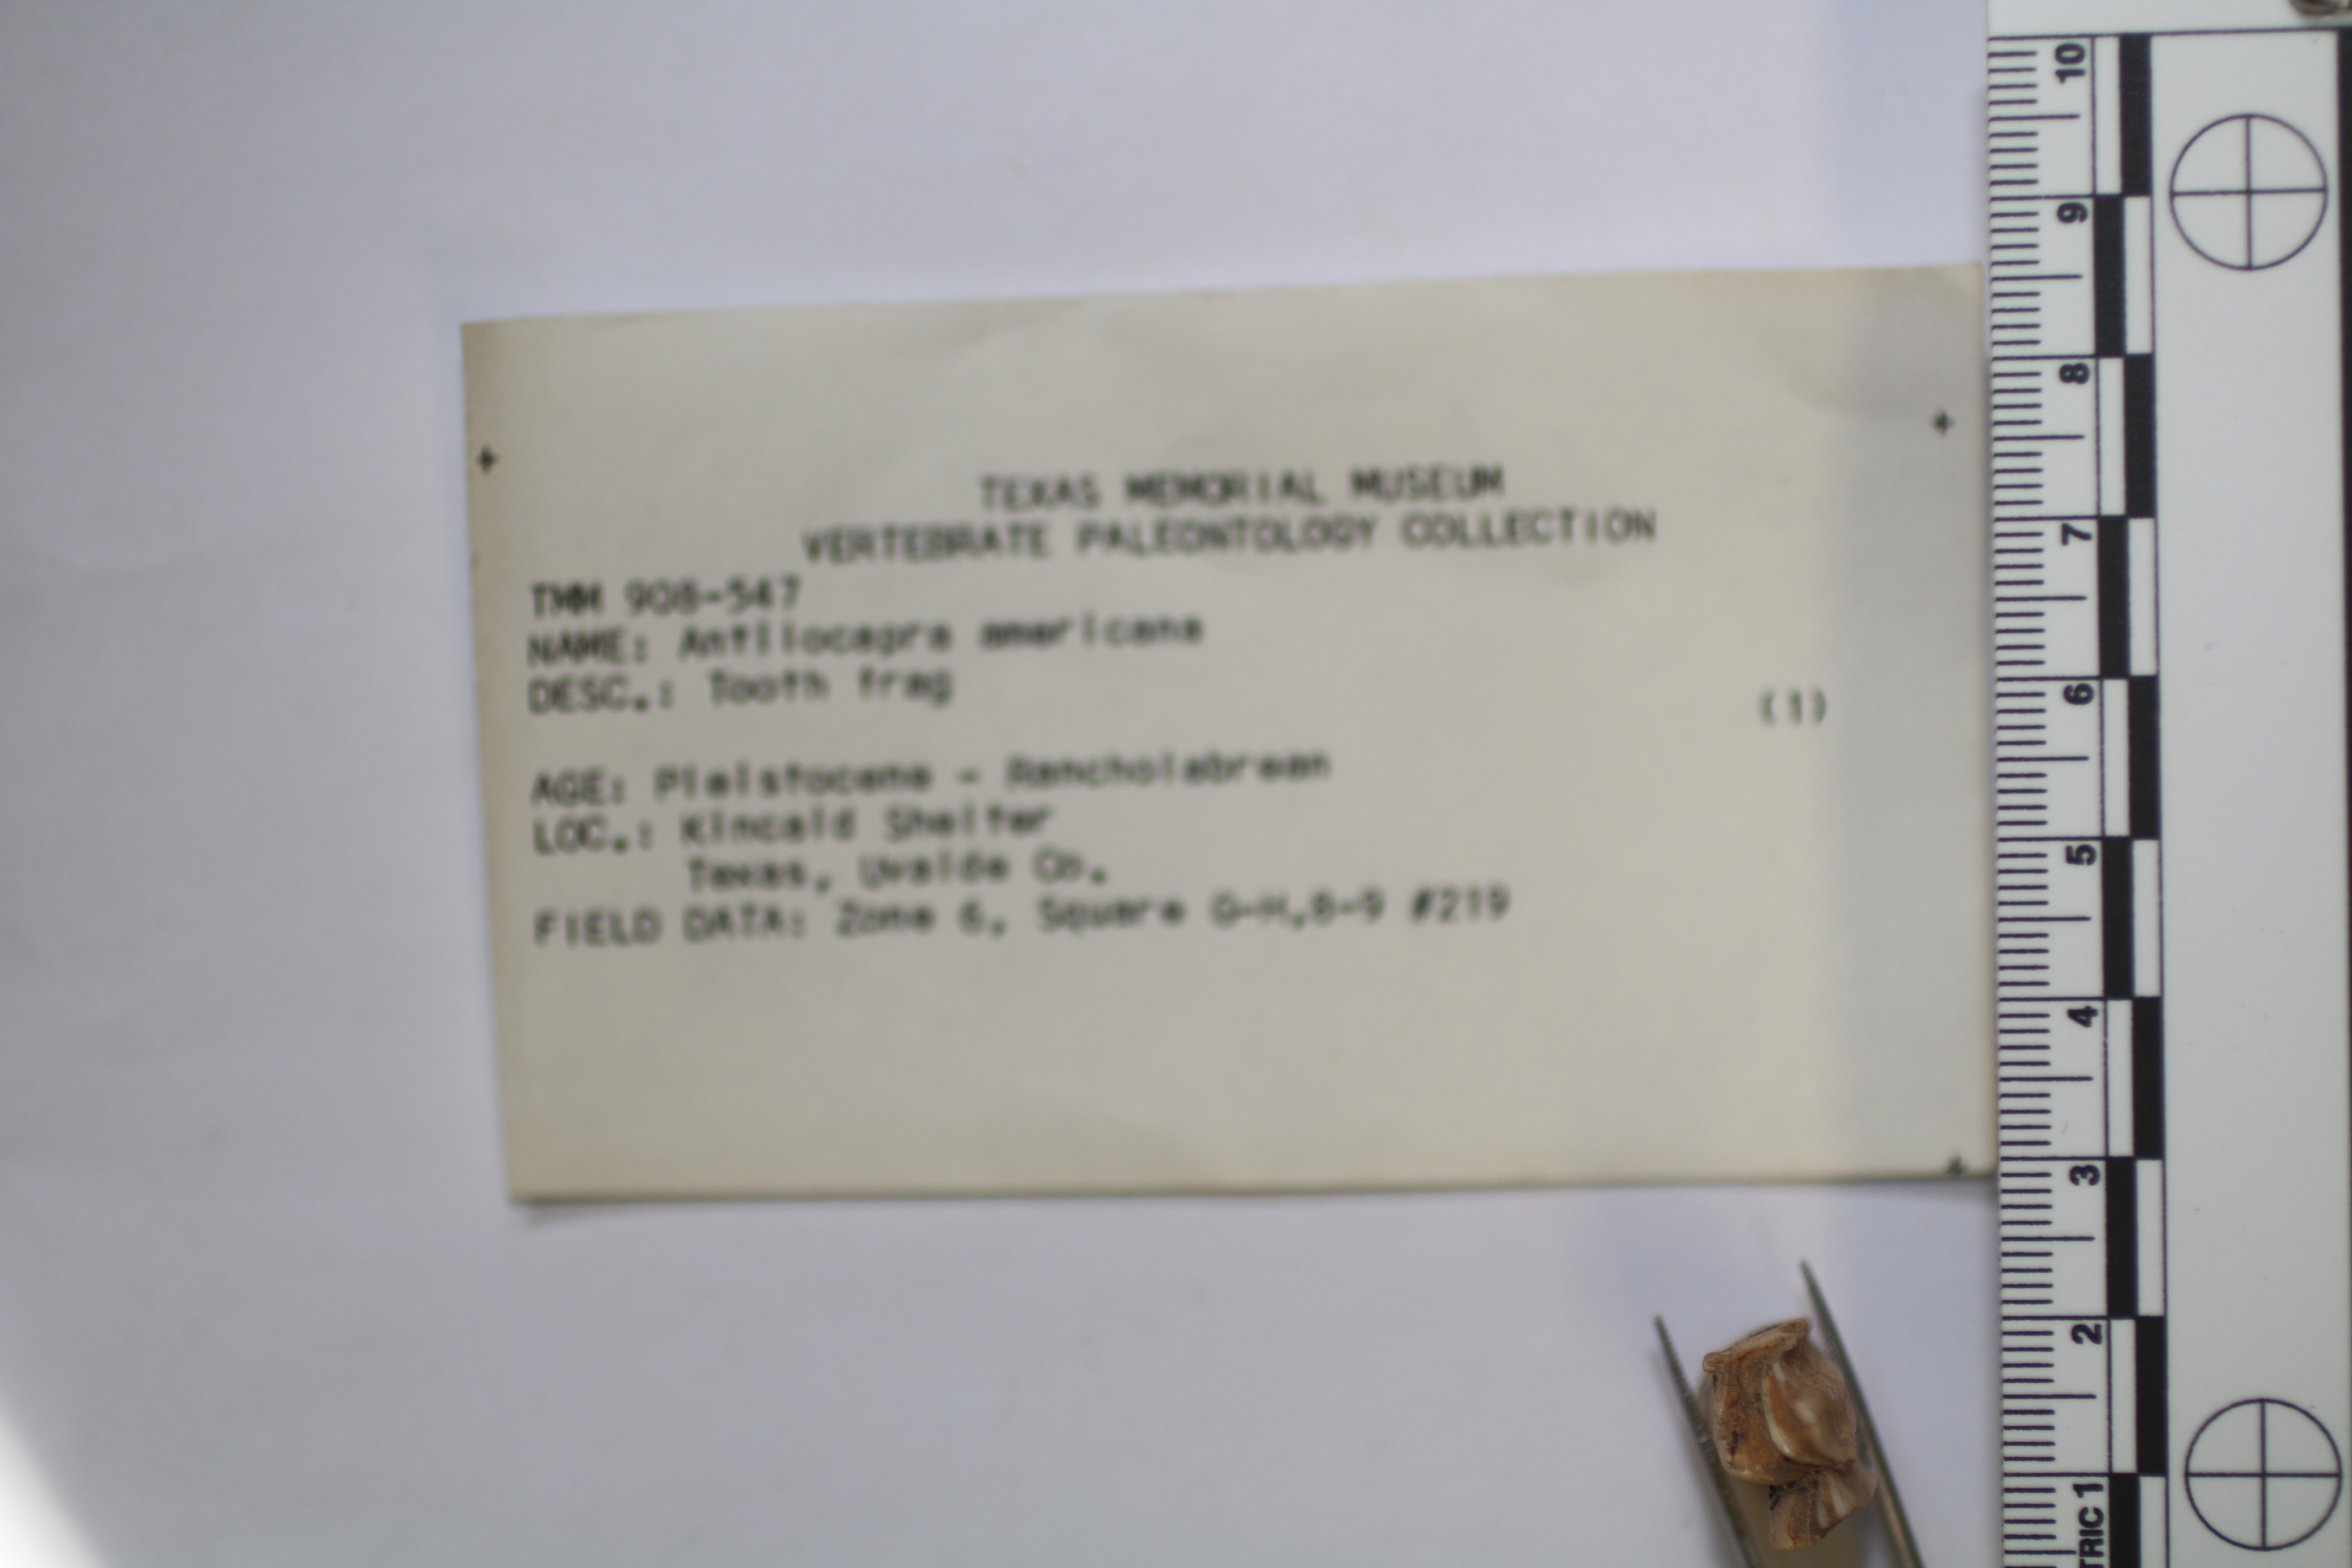 TEXAS MEMORIAL MUSEUM
VERTEBRATE PALEONTOLOGY COLLECTION
TMM 908-547
NAME: Antilocapra americana
DESC.: Tooth frag
(1)
AGE: Pleistocene - Rancholabrean
LOC.: Kincaid Shelter
Texas, Uvalde Co.
FIELD DATA: Zone 6, Square G-H,8-9 #219
10
9
8
7
6
5
4
3
2
TRIC 1